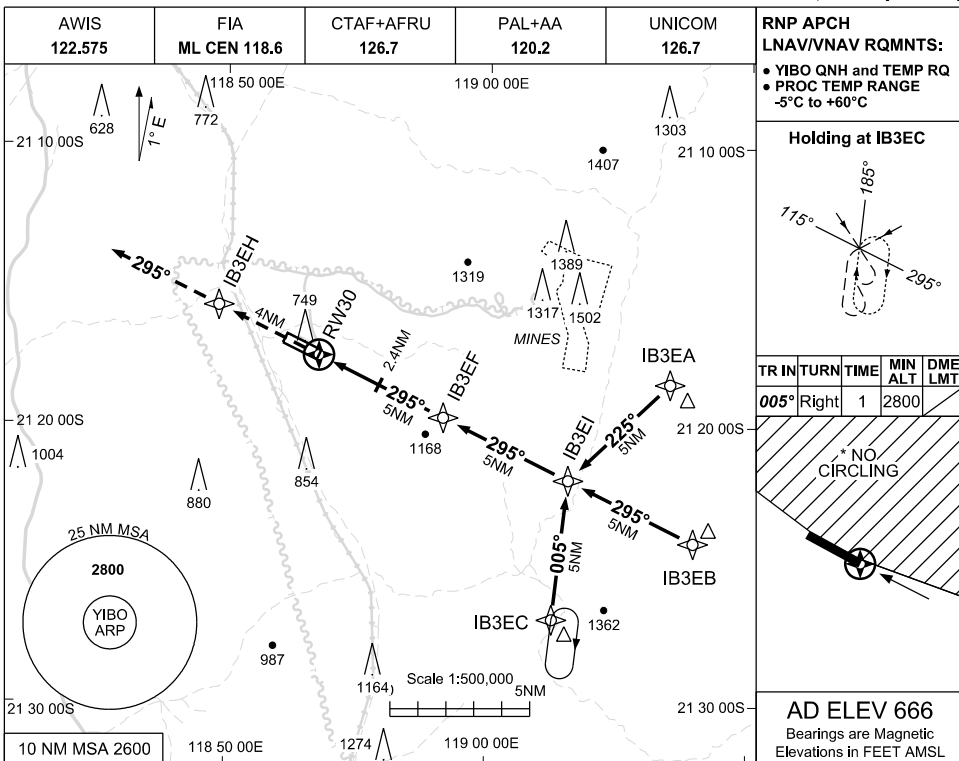 AWIS
122.575
FIA
ML CEN 118.6
CTAF+AFRU
126.7
PAL+AA
120.2
UNICOM
126.7
RNP APCH
LNAV/VNAV RQMNTS:
• YIBO QNH and TEMP RQ
• PROC TEMP RANGE
-5°C to +60°C
118 50 00E
119 00 00E
628
1° E
772
1303
21 10 00S
21 10 00S
1407
Holding at IB3EC
185°
115°
295°
295°
IB3EH
4NM
749
RW30
1319
1389
1317
1502
MINES
2.4NM
IB3EF
295°
5NM
IB3EA
225°
5NM
TR IN
TURN
TIME
MIN ALT
DME LMT
005°
Right
1
2800
21 20 00S
21 20 00S
1168
295°
5NM
IB3EI
1004
880
854
295°
5NM
IB3EB
005°
5NM
* NO
CIRCLING
25 NM MSA
2800
YIBO
ARP
IB3EC
1362
987
1164
Scale 1:500,000
5NM
21 30 00S
21 30 00S
10 NM MSA 2600
118 50 00E
1274
119 00 00E
AD ELEV 666
Bearings are Magnetic
Elevations in FEET AMSL